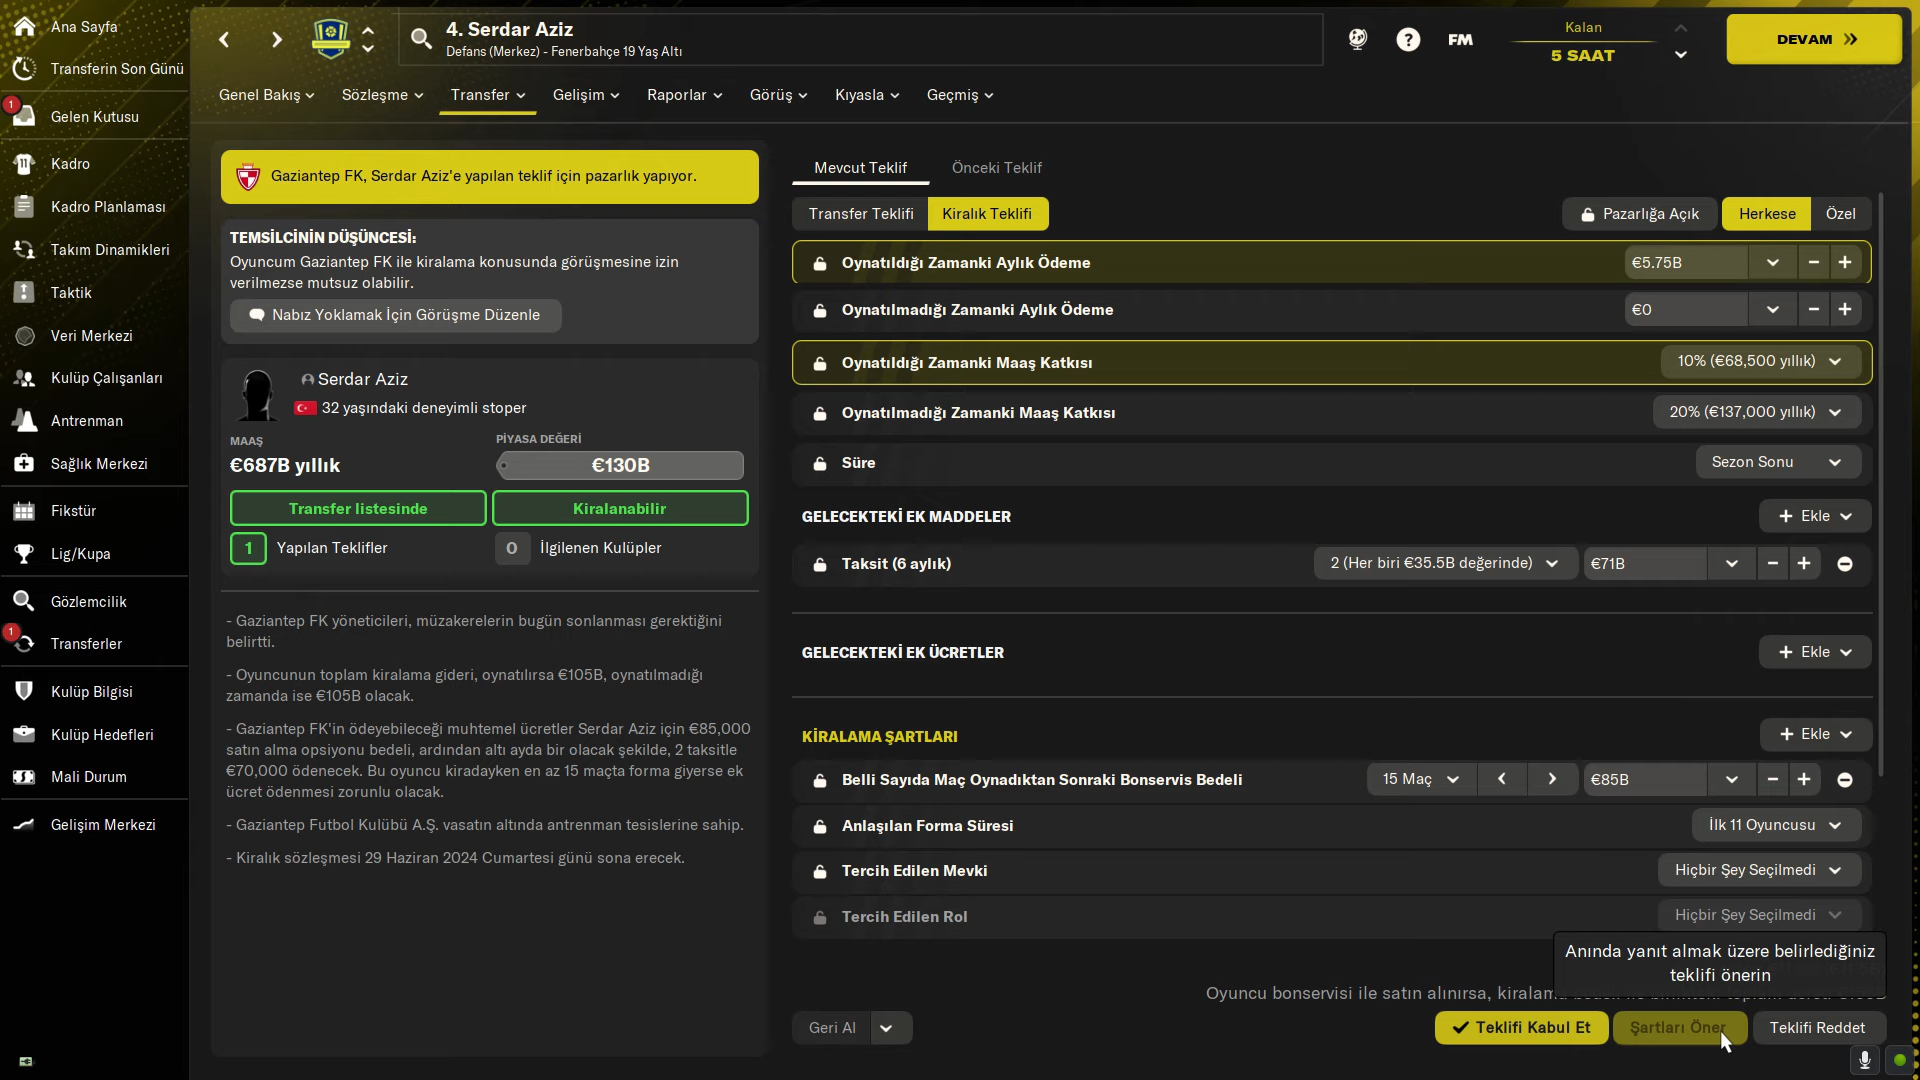 Ana Sayfa
Transferin Son Günü
1
Gelen Kutusu
11
Kadro
Kadro Planlaması
Takım Dinamikleri
Taktik
Veri Merkezi
Kulüp Çalışanları
Antrenman
Sağlık Merkezi
Fikstür
Lig/Kupa
Gözlemcilik
1
Transferler
Kulüp Bilgisi
Kulüp Hedefleri
Mali Durum
Gelişim Merkezi
4. Serdar Aziz
Defans (Merkez) - Fenerbahçe 19 Yaş Altı
?
FM
Kalan
5 SAAT
DEVAM
Genel Bakış
Sözleşme
Transfer
Gelişim
Raporlar
Görüş
Kıyasla
Geçmiş
Gaziantep FK, Serdar Aziz'e yapılan teklif için pazarlık yapıyor.
TEMSİLCİNİN DÜŞÜNCESİ:
Oyuncum Gaziantep FK ile kiralama konusunda görüşmesine izin
verilmezse mutsuz olabilir.
Nabız Yoklamak İçin Görüşme Düzenle
Serdar Aziz
32 yaşındaki deneyimli stoper
MAAŞ
€687B yıllık
PİYASA DEĞERİ
€130B
Transfer listesinde
Kiralanabilir
1 Yapılan Teklifler
0 İlgilenen Kulüpler
- Gaziantep FK yöneticileri, müzakerelerin bugün sonlanması gerektiğini
belirtti.
- Oyuncunun toplam kiralama gideri, oynatılırsa €105B, oynatılmadığı
zamanda ise €105B olacak.
- Gaziantep FK'in ödeyebileceği muhtemel ücretler Serdar Aziz için €85,000
satın alma opsiyonu bedeli, ardından altı ayda bir olacak şekilde, 2 taksitle
€70,000 ödenecek. Bu oyuncu kiradayken en az 15 maçta forma giyerse ek
ücret ödenmesi zorunlu olacak.
- Gaziantep Futbol Kulübü A.Ş. vasatın altında antrenman tesislerine sahip.
- Kiralık sözleşmesi 29 Haziran 2024 Cumartesi günü sona erecek.
Mevcut Teklif
Önceki Teklif
Transfer Teklifi
Kiralık Teklifi
Pazarlığa Açık
Herkese
Özel
Oynatıldığı Zamanki Aylık Ödeme
€5.75B
Oynatılmadığı Zamanki Aylık Ödeme
€0
Oynatıldığı Zamanki Maaş Katkısı
10% (€68,500 yıllık)
Oynatılmadığı Zamanki Maaş Katkısı
20% (€137,000 yıllık)
Süre
Sezon Sonu
GELECEKTEKİ EK MADDELER
+ Ekle
Taksit (6 aylık)
2 (Her biri €35.5B değerinde)
€71B
GELECEKTEKİ EK ÜCRETLER
+ Ekle
KİRALAMA ŞARTLARI
+ Ekle
Belli Sayıda Maç Oynadıktan Sonraki Bonservis Bedeli
15 Maç
€85B
Anlaşılan Forma Süresi
İlk 11 Oyuncusu
Tercih Edilen Mevki
Hiçbir Şey Seçilmedi
Tercih Edilen Rol
Hiçbir Şey Seçilmedi
Anında yanıt almak üzere belirlediğiniz
teklifi önerin
Oyuncu bonservisi ile satın alınırsa, kiralama
Geri Al
Teklifi Kabul Et
Şartları Öner
Teklifi Reddet